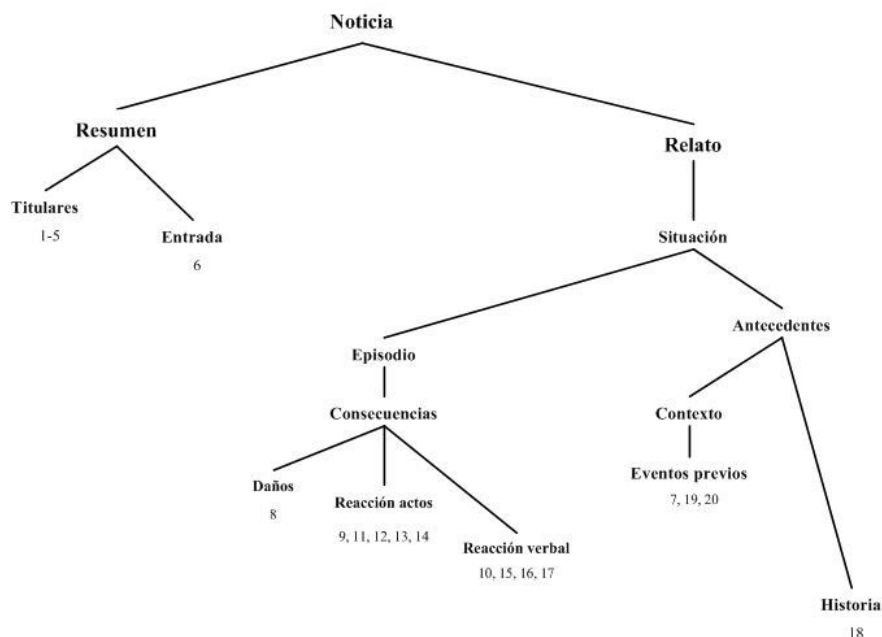 Noticia
Resumen
Relato
Titulares
1-5
Entrada
6
Situación
Antecedentes
Episodio
Consecuencias
Contexto
Daños
8
Reacción actos
9, 11, 12, 13, 14
Reacción verbal
10, 15, 16, 17
Eventos previos
7, 19, 20
Historia
18